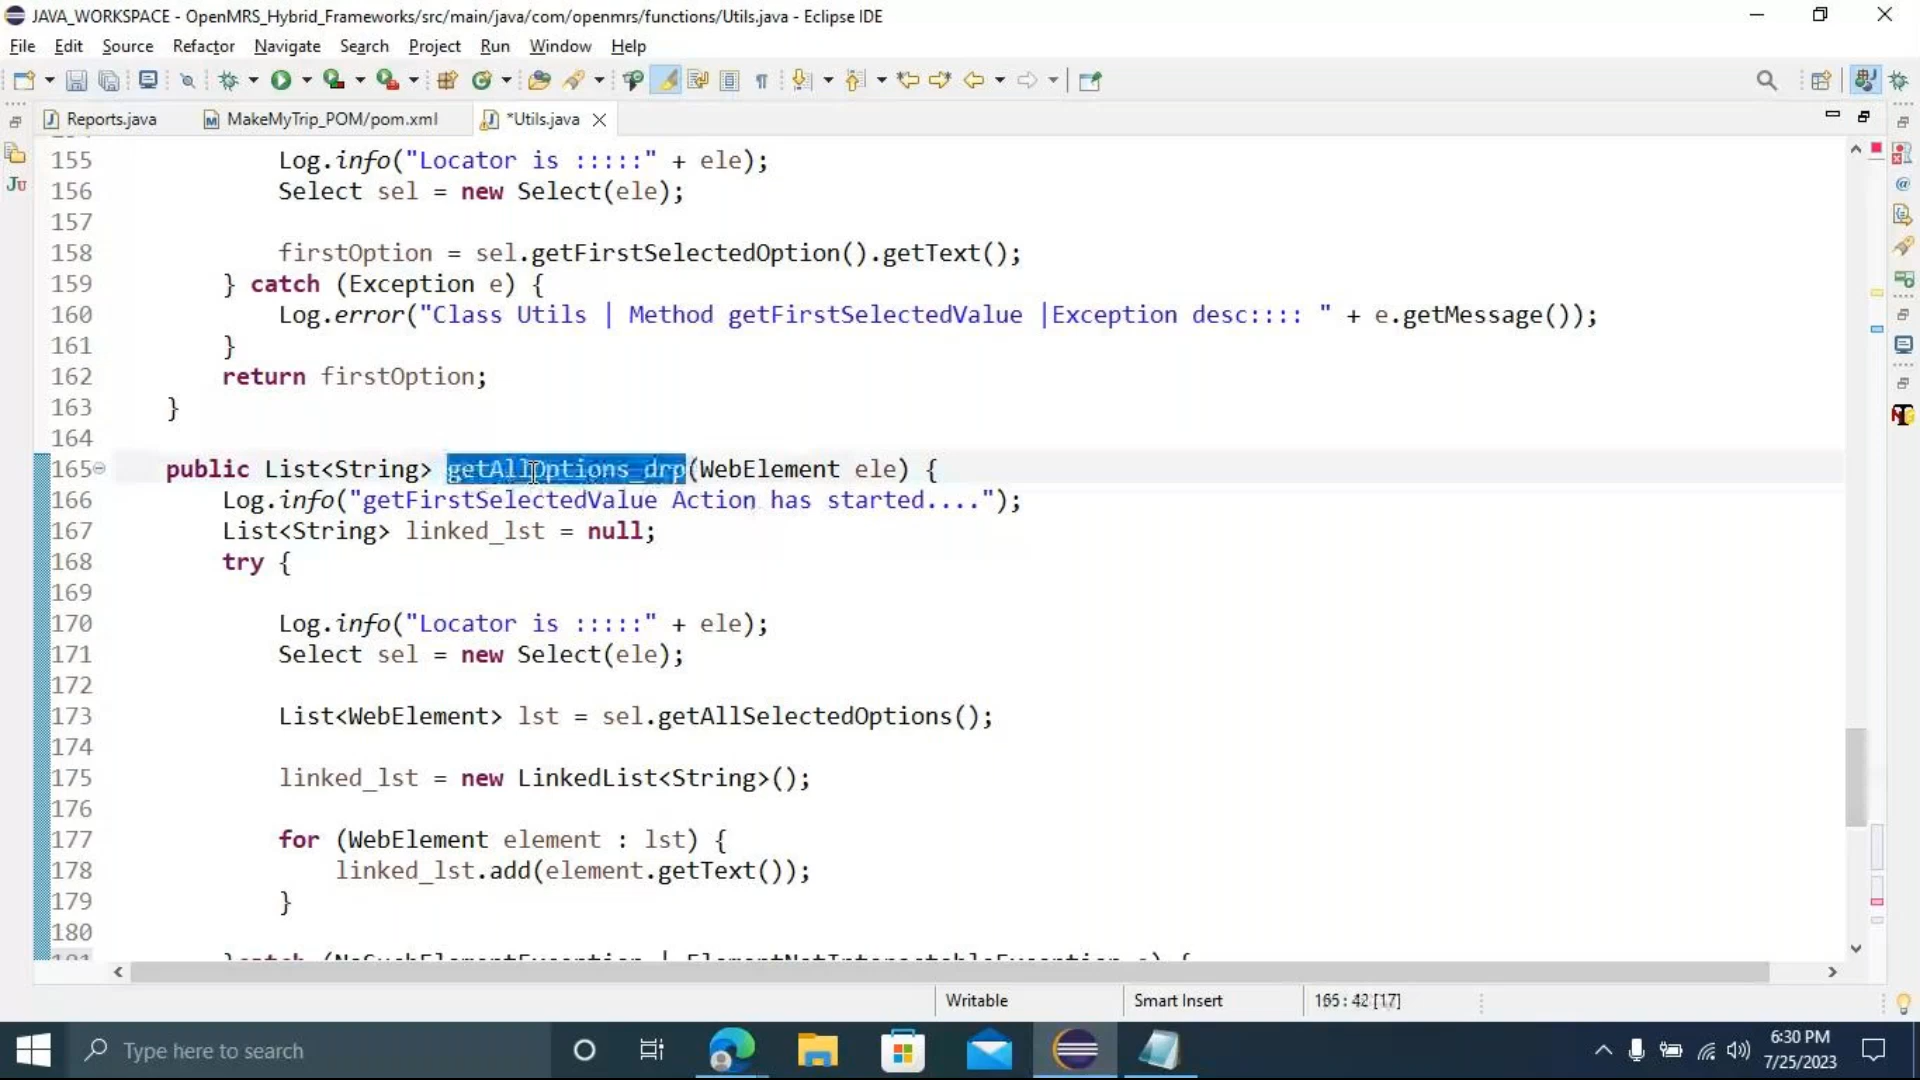 JAVA_WORKSPACE - OpenMRS_Hybrid_Frameworks/src/main/java/com/openmrs/functions/Utils.java - Eclipse IDE
File Edit Source Refactor Navigate Search Project Run Window Help
Reports.java MakeMyTrip_POM/pom.xml *Utils.java
155 Log.info("Locator is :::::" + ele);
156 Select sel = new Select(ele);
157
158 firstOption = sel.getFirstSelectedOption().getText();
159 } catch (Exception e) {
160 Log.error("Class Utils | Method getFirstSelectedValue |Exception desc:::: " + e.getMessage());
161 }
162 return firstOption;
163 }
164
165 public List<String> getAllOptions_drp(WebElement ele) {
166 Log.info("getFirstSelectedValue Action has started....");
167 List<String> linked_lst = null;
168 try {
169
170 Log.info("Locator is :::::" + ele);
171 Select sel = new Select(ele);
172
173 List<WebElement> lst = sel.getAllSelectedOptions();
174
175 linked_lst = new LinkedList<String>();
176
177 for (WebElement element : lst) {
178 linked_lst.add(element.getText());
179 }
180
181 }catch (NoSuchElementException | ElementNotInteractableException e) {
Writable Smart Insert 165 : 42 [17]
Type here to search
6:30 PM
7/25/2023